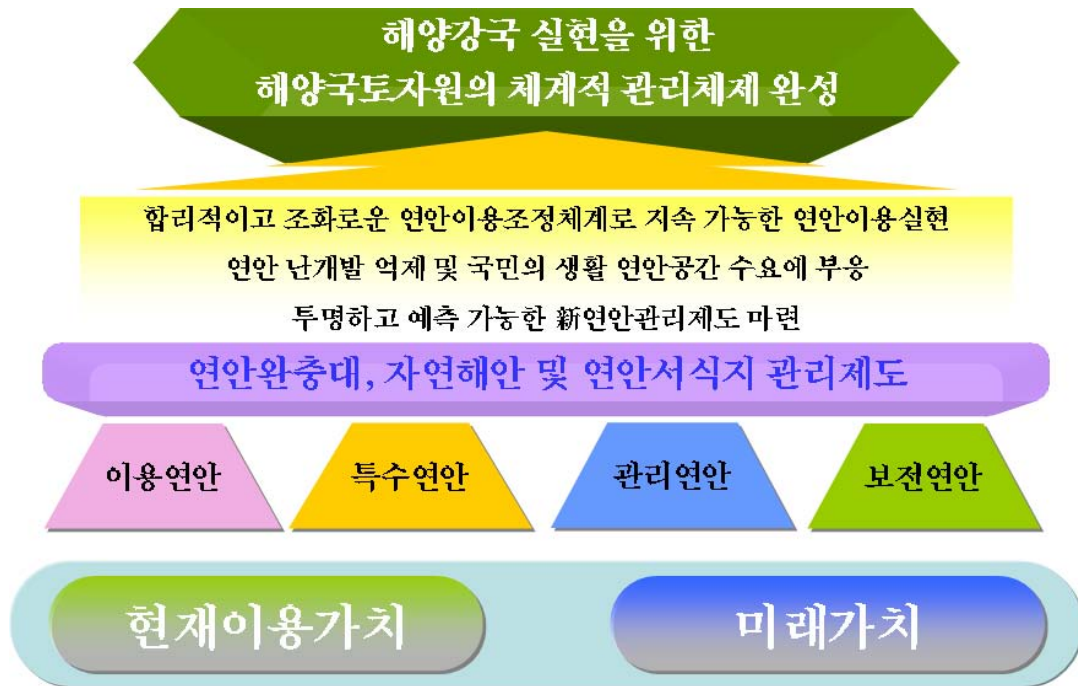 해양강국 실현을 위한
해양국토자원의 체계적 관리체제 완성
합리적이고 조화로운 연안이용조정체계로 지속 가능한 연안이용실현
연안 난개발 억제 및 국민의 생활 연안공간 수요에 부응
투명하고 예측 가능한 新연안관리제도 마련
연안완충대, 자연해안 및 연안서식지 관리제도
이용연안
특수연안
관리연안
보전연안
현재이용가치
미래가치